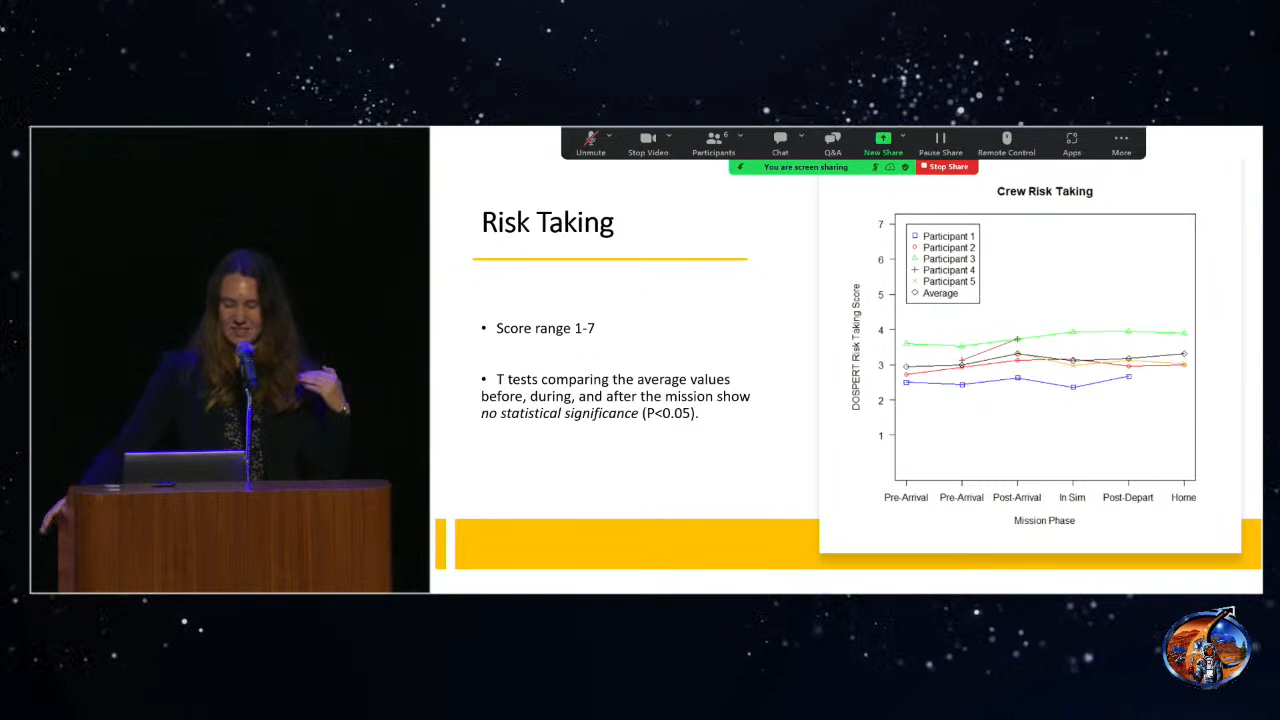 Unmute
Stop Video
6
Participants
Chat
Q&A
New Share
Pause Share
Remote Control
Apps
More
You are screen sharing
Stop Share
Risk Taking
• Score range 1-7
• T tests comparing the average values
before, during, and after the mission show
no statistical significance (P<0.05).
Crew Risk Taking
7
6
5
4
3
2
1
DOSPERT Risk Taking Score
Participant 1
Participant 2
Participant 3
Participant 4
Participant 5
Average
Pre-Arrival Pre-Arrival Post-Arrival In Sim Post-Depart Home
Mission Phase